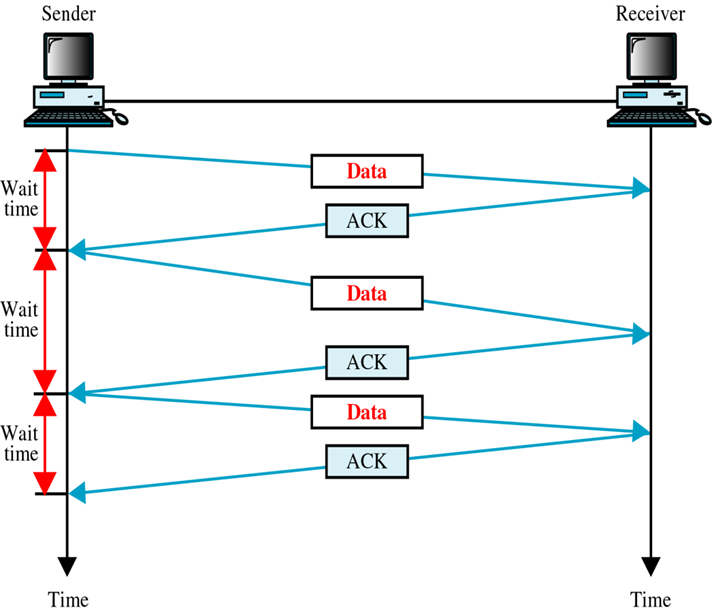 Sender
Receiver
Data
Wait
time
ACK
Data
Wait
time
ACK
Data
Wait
time
ACK
Time
Time